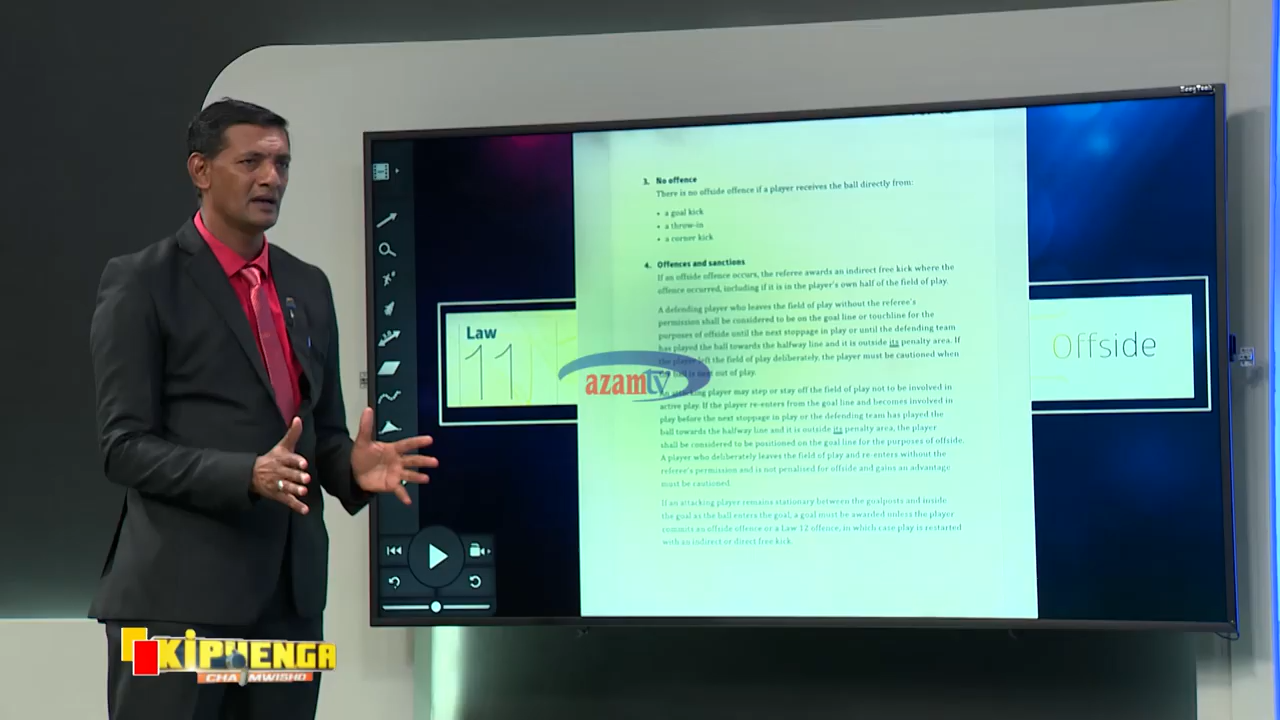 ZengTech
3. No offence
There is no offside offence if a player receives the ball directly from:
• a goal kick
• a throw-in
• a corner kick
4. Offences and sanctions
If an offside offence occurs, the referee awards an indirect free kick where the
offence occurred, including if it is in the player's own half of the field of play.
A defending player who leaves the field of play without the referee's
permission shall be considered to be on the goal line or touchline for the
purposes of offside until the next stoppage in play or until the defending team
has played the ball towards the halfway line and it is outside its penalty area. If
the player left the field of play deliberately, the player must be cautioned when
ball is next out of play.
An attacking player may step or stay off the field of play not to be involved in
active play. If the player re-enters from the goal line and becomes involved in
play before the next stoppage in play or the defending team has played the
ball towards the halfway line and it is outside its penalty area, the player
shall be considered to be positioned on the goal line for the purposes of offside.
A player who deliberately leaves the field of play and re-enters without the
referee's permission and is not penalised for offside and gains an advantage
must be cautioned.
If an attacking player remains stationary between the goalposts and inside
the goal as the ball enters the goal, a goal must be awarded unless the player
commits an offside offence or a Law 12 offence, in which case play is restarted
with an indirect or direct free kick.
Law
11
Offside
azamtv
KIPYENGA
CHA MWISHO